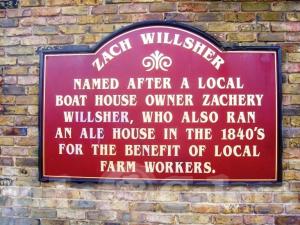 ZACH WILLSHER
NAMED AFTER A LOCAL
BOAT HOUSE OWNER ZACHERY
WILLSHER, WHO ALSO RAN
AN ALE HOUSE IN THE 1840'S
FOR THE BENEFIT OF LOCAL
FARM WORKERS.